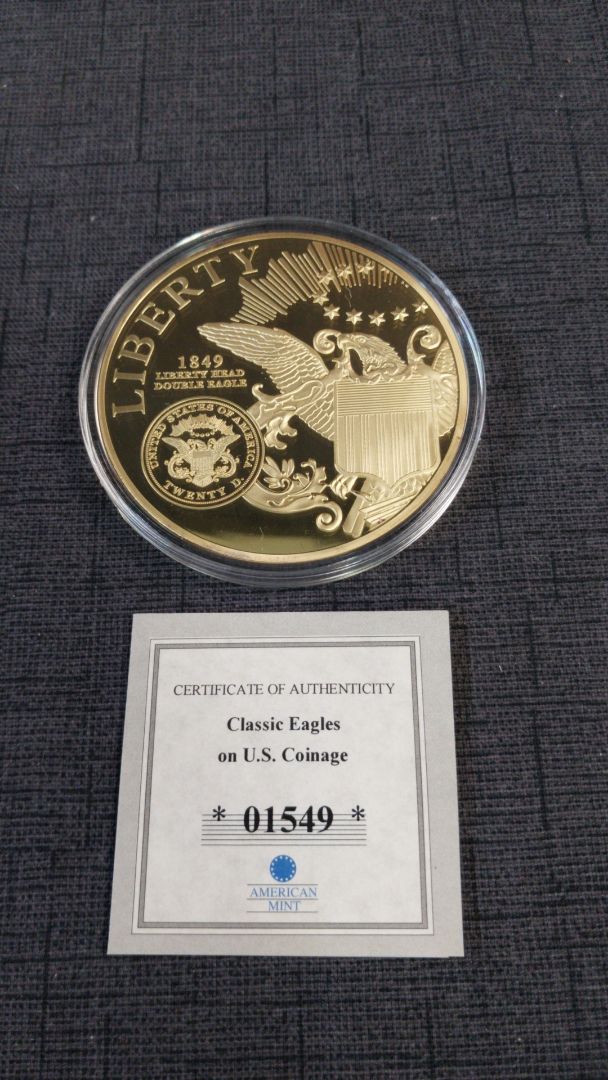 LIBERTY
1849
LIBERTY HEAD
DOUBLE EAGLE
UNITED STATES OF AMERICA
TWENTY D.
CERTIFICATE OF AUTHENTICITY
Classic Eagles
on U.S. Coinage
* 01549 *
AMERICAN
MINT